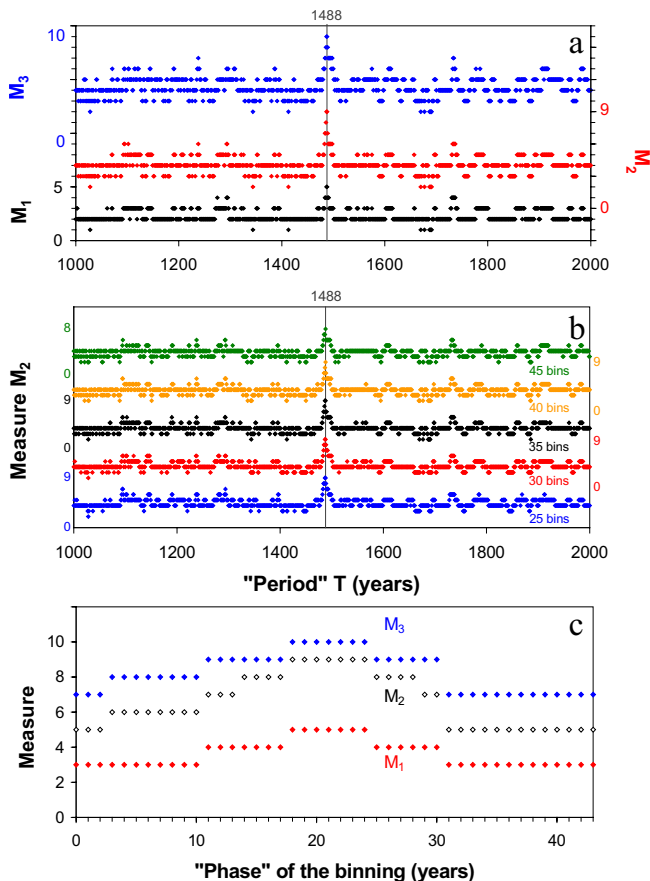 1488
a
10
0
M3
9
0
M2
5
0
M1
1000 1200 1400 1600 1800 2000
1488
b
8
0
9
0
9
0
9
0
9
0
45 bins
40 bins
35 bins
30 bins
25 bins
Measure M2
1000 1200 1400 1600 1800 2000
"Period" T (years)
c
M3
M2
M1
10
8
6
4
2
0
Measure
0 10 20 30 40
"Phase" of the binning (years)